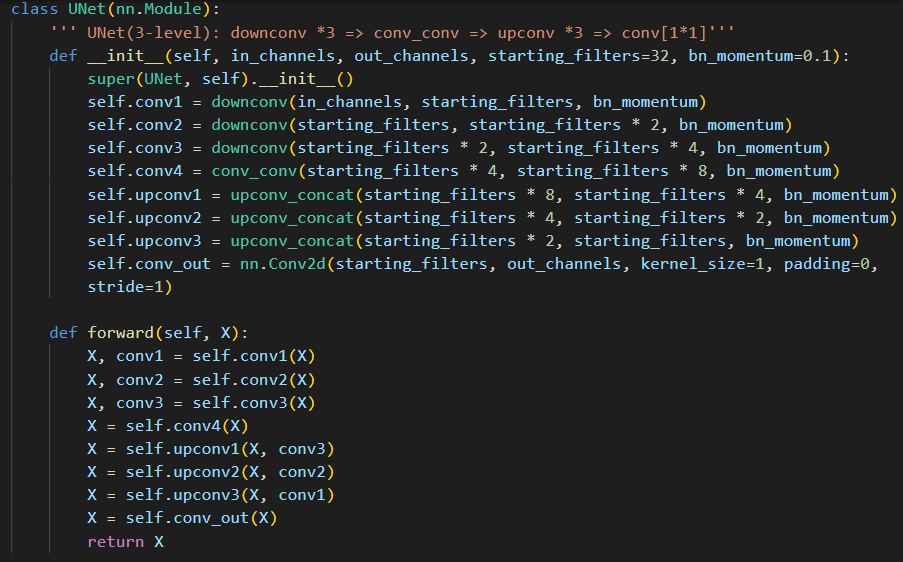 class UNet(nn.Module):
    ''' UNet(3-level): downconv *3 => conv_conv => upconv *3 => conv[1*1]'''
    def __init__(self, in_channels, out_channels, starting_filters=32, bn_momentum=0.1):
        super(UNet, self).__init__()
        self.conv1 = downconv(in_channels, starting_filters, bn_momentum)
        self.conv2 = downconv(starting_filters, starting_filters * 2, bn_momentum)
        self.conv3 = downconv(starting_filters * 2, starting_filters * 4, bn_momentum)
        self.conv4 = conv_conv(starting_filters * 4, starting_filters * 8, bn_momentum)
        self.upconv1 = upconv_concat(starting_filters * 8, starting_filters * 4, bn_momentum)
        self.upconv2 = upconv_concat(starting_filters * 4, starting_filters * 2, bn_momentum)
        self.upconv3 = upconv_concat(starting_filters * 2, starting_filters, bn_momentum)
        self.conv_out = nn.Conv2d(starting_filters, out_channels, kernel_size=1, padding=0,
        stride=1)
    def forward(self, X):
        X, conv1 = self.conv1(X)
        X, conv2 = self.conv2(X)
        X, conv3 = self.conv3(X)
        X = self.conv4(X)
        X = self.upconv1(X, conv3)
        X = self.upconv2(X, conv2)
        X = self.upconv3(X, conv1)
        X = self.conv_out(X)
        return X